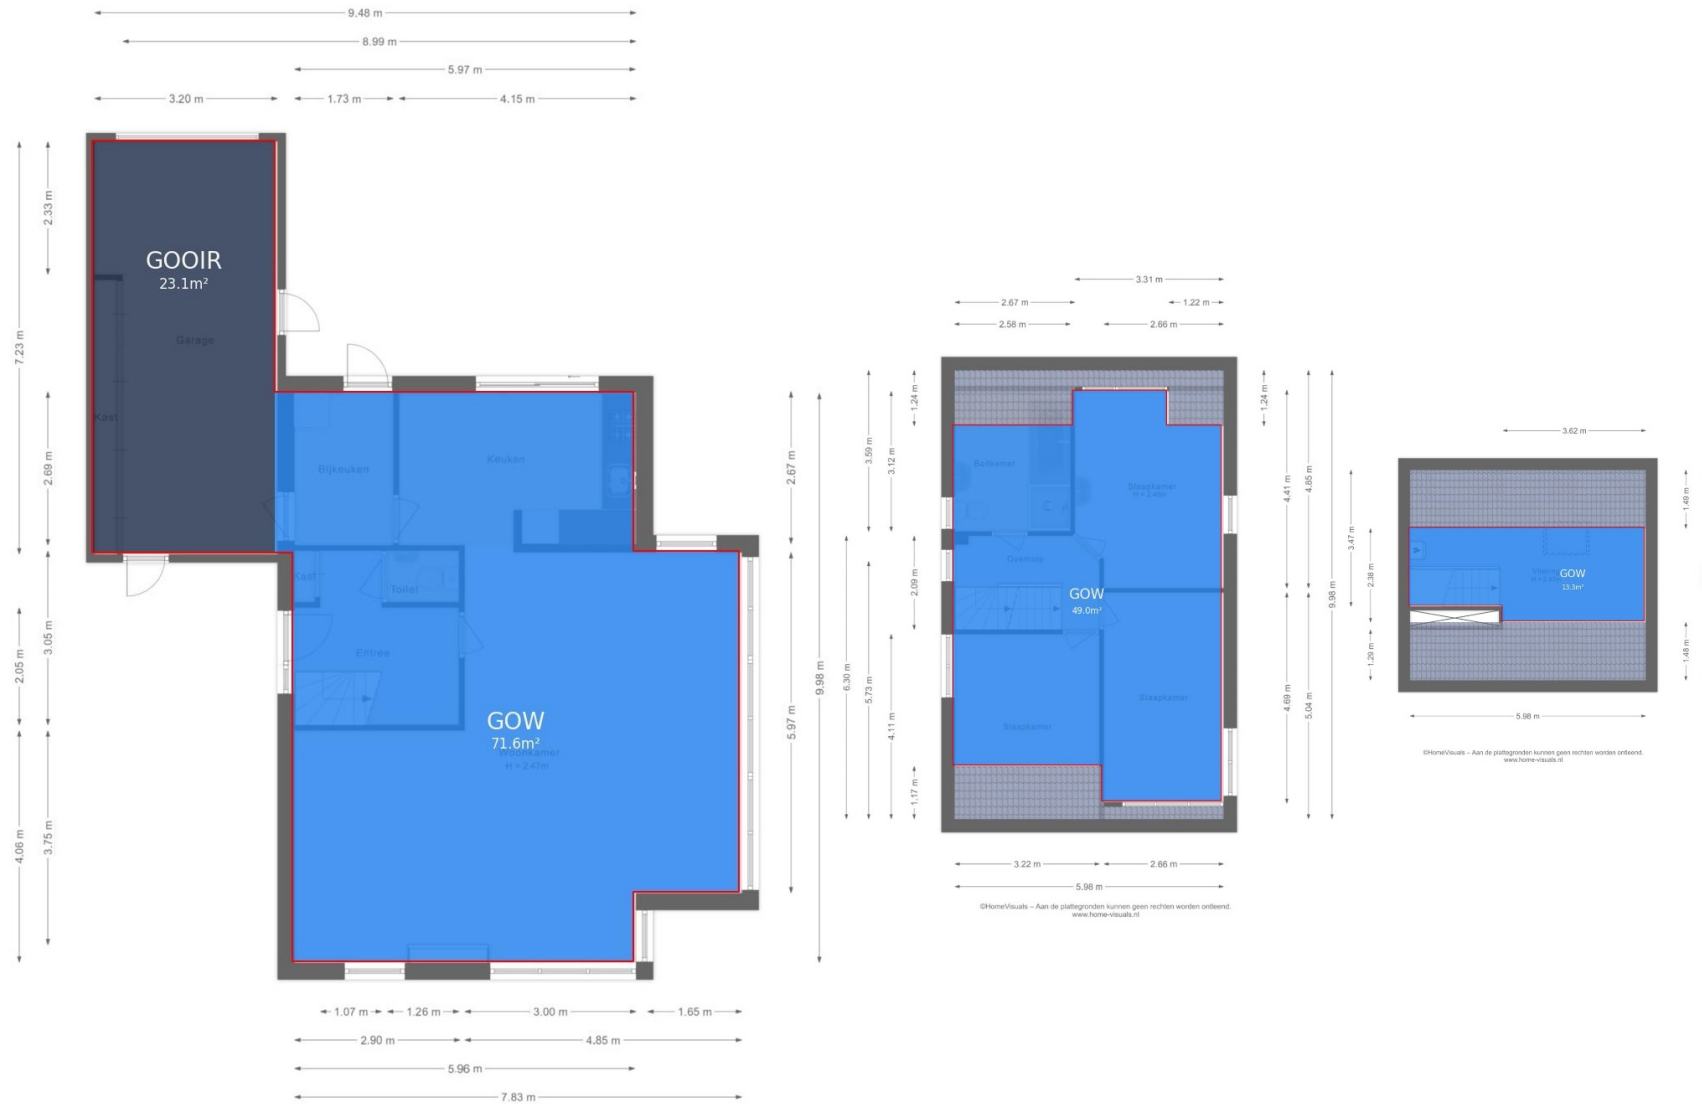 9.48 m
8.99 m
5.97 m
3.20 m
1.73 m
4.15 m
7.23 m
2.33 m
2.69 m
3.05 m
2.05 m
4.06 m
3.75 m
GOOIR
23.1m²
Garage
Kast
Bijkeuken
Keuken
Kast
Toilet
Entree
GOW
71.6m²
Woonkamer
H = 2.47m
2.67 m
5.97 m
9.98 m
1.07 m
1.26 m
3.00 m
1.65 m
2.90 m
4.85 m
5.96 m
7.83 m
3.31 m
2.67 m
1.22 m
2.58 m
2.66 m
1.24 m
3.59 m
3.12 m
2.09 m
6.30 m
5.73 m
4.11 m
1.17 m
Badkamer
Slaapkamer
Overloop
GOW
49.0m²
Slaapkamer
Slaapkamer
1.24 m
4.41 m
4.85 m
4.69 m
5.04 m
9.98 m
3.22 m
2.66 m
5.98 m
©HomeVisuals – Aan de plattegronden kunnen geen rechten worden ontleend.
www.home-visuals.nl
3.62 m
3.47 m
2.38 m
1.29 m
1.49 m
1.48 m
GOW
13.3m²
5.98 m
©HomeVisuals – Aan de plattegronden kunnen geen rechten worden ontleend.
www.home-visuals.nl